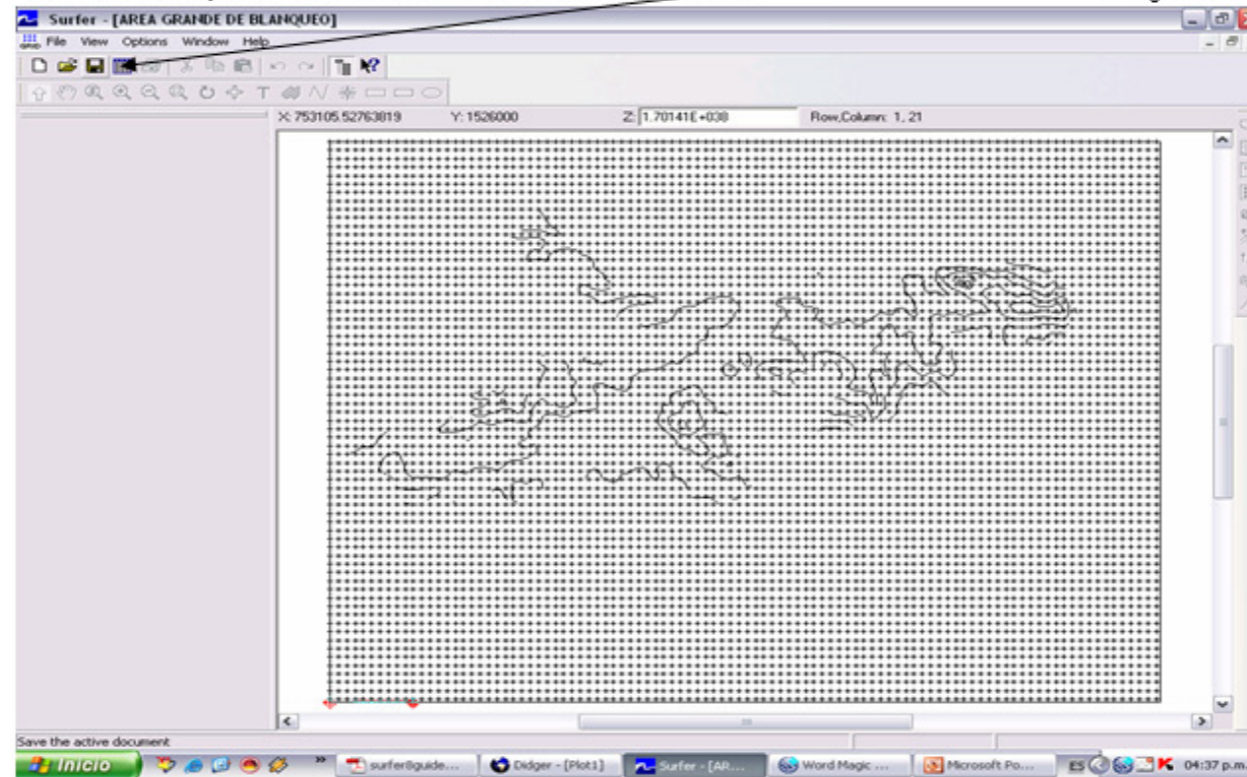 Surfer - [AREA GRANDE DE BLANQUEO]
File View Options Window Help
X: 753105.52763819 Y: 1526000 Z: 1.70141E+038 Row,Column: 1, 21
Save the active document
Inicio » surfer8guide... Didger - [Plot1] Surfer - [AR... Word Magic ... Microsoft Po... ES 04:37 p.m.